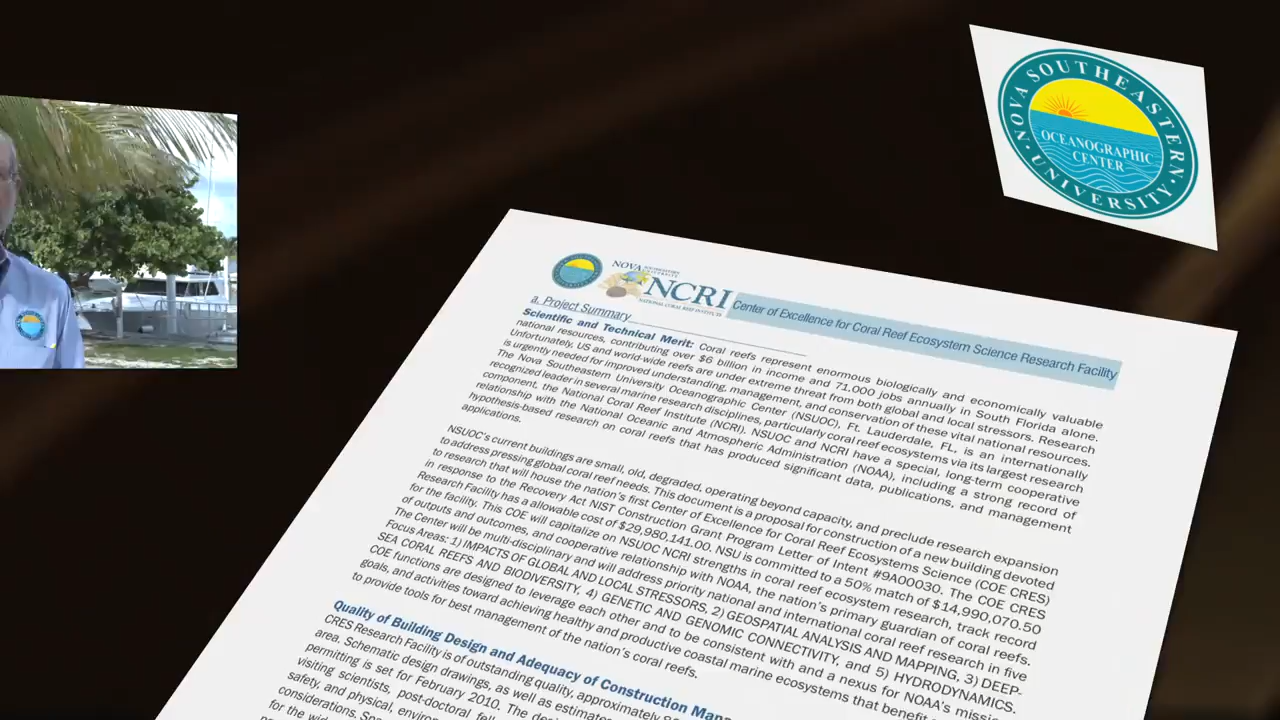 NOVA SOUTHEASTERN UNIVERSITY
OCEANOGRAPHIC
CENTER
NOVA SOUTHEASTERN
UNIVERSITY
NCRI
NATIONAL CORAL REEF INSTITUTE
Center of Excellence for Coral Reef Ecosystem Science Research Facility
a. Project Summary
Scientific and Technical Merit: Coral reefs represent enormous biologically and economically valuable
national resources, contributing over $6 billion in income and 71.000 jobs annually in South Florida alone.
Unfortunately, US and world-wide reefs are under extreme threat from both global and local stressors. Research
is urgently needed for improved understanding, management, and conservation of these vital national resources.
The Nova Southeastern University Oceanographic Center (NSUOC), Ft. Lauderdale, FL, is an internationally
recognized leader in several marine research disciplines, particularly coral reef ecosystems via its largest research
component, the National Coral Reef Institute (NCRI). NSUOC and NCRI have a special, long-term cooperative
relationship with the National Oceanic and Atmospheric Administration (NOAA), including a strong record of
hypothesis-based research on coral reefs that has produced significant data, publications, and management
applications.
NSUOC's current buildings are small, old, degraded, operating beyond capacity, and preclude research expansion
to address pressing global coral reef needs. This document is a proposal for construction of a new building devoted
to research that will house the nation's first Center of Excellence for Coral Reef Ecosystems Science (COE CRES)
in response to the Recovery Act NIST Construction Grant Program Letter of Intent #9A00030. The COE CRES
Research Facility has a allowable cost of $29,980,141.00. NSU is committed to a 50% match of $14,990,070.50
for the facility. This COE will capitalize on NSUOC NCRI strengths in coral reef ecosystem research, track record
of outputs and outcomes, and cooperative relationship with NOAA, the nation's primary guardian of coral reefs.
The Center will be multi-disciplinary and will address priority national and international coral reef research in five
Focus Areas: 1) IMPACTS OF GLOBAL AND LOCAL STRESSORS, 2) GEOSPATIAL ANALYSIS AND MAPPING, 3) DEEP-
SEA CORAL REEFS AND BIODIVERSITY, 4) GENETIC AND GENOMIC CONNECTIVITY, and 5) HYDRODYNAMICS.
COE functions are designed to leverage each other and to be consistent with and a nexus for NOAA's mission
goals, and activities toward achieving healthy and productive coastal marine ecosystems that benefit
to provide tools for best management of the nation's coral reefs.
Quality of Building Design and Adequacy of Construction
CRES Research Facility is of outstanding quality, approximately
area. Schematic design drawings, as well as
permitting is set for February 2010. The
visiting scientists, post-doctoral
safety, and physical,
considerations.
for the